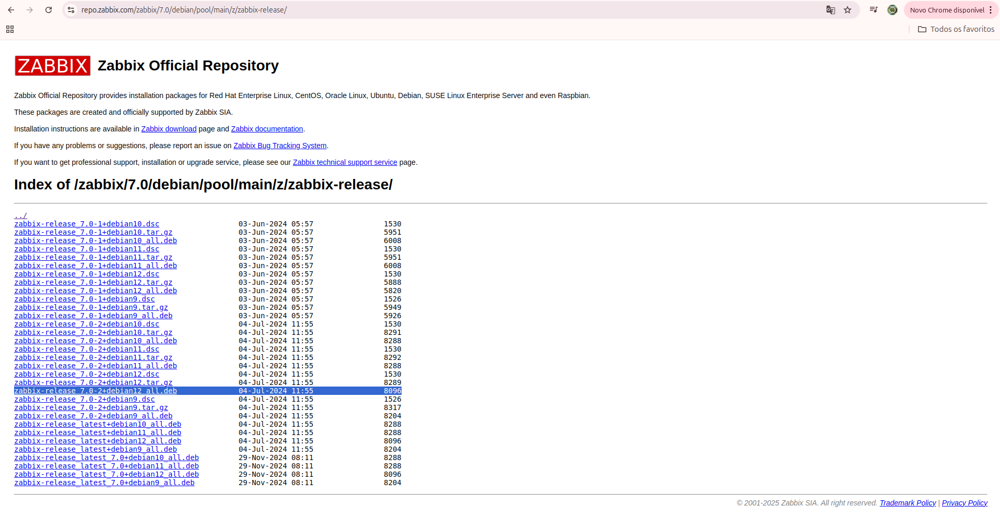 repo.zabbix.com/zabbix/7.0/debian/pool/main/z/zabbix-release/
Novo Chrome disponível
Todos os favoritos
ZABBIX Zabbix Official Repository
Zabbix Official Repository provides installation packages for Red Hat Enterprise Linux, CentOS, Oracle Linux, Ubuntu, Debian, SUSE Linux Enterprise Server and even Raspbian.
These packages are created and officially supported by Zabbix SIA.
Installation instructions are available in Zabbix download page and Zabbix documentation.
If you have any problems or suggestions, please report an issue on Zabbix Bug Tracking System.
If you want to get professional support, installation or upgrade service, please see our Zabbix technical support service page.
Index of /zabbix/7.0/debian/pool/main/z/zabbix-release/
../
zabbix-release_7.0-1+debian10.dsc 03-Jun-2024 05:57 1530
zabbix-release_7.0-1+debian10.tar.gz 03-Jun-2024 05:57 5951
zabbix-release_7.0-1+debian10_all.deb 03-Jun-2024 05:57 6008
zabbix-release_7.0-1+debian11.dsc 03-Jun-2024 05:57 1530
zabbix-release_7.0-1+debian11.tar.gz 03-Jun-2024 05:57 5951
zabbix-release_7.0-1+debian11_all.deb 03-Jun-2024 05:57 6008
zabbix-release_7.0-1+debian12.dsc 03-Jun-2024 05:57 1530
zabbix-release_7.0-1+debian12.tar.gz 03-Jun-2024 05:57 5888
zabbix-release_7.0-1+debian12_all.deb 03-Jun-2024 05:57 5820
zabbix-release_7.0-1+debian9.dsc 03-Jun-2024 05:57 1526
zabbix-release_7.0-1+debian9.tar.gz 03-Jun-2024 05:57 5949
zabbix-release_7.0-1+debian9_all.deb 03-Jun-2024 05:57 5926
zabbix-release_7.0-2+debian10.dsc 04-Jul-2024 11:55 1530
zabbix-release_7.0-2+debian10.tar.gz 04-Jul-2024 11:55 8291
zabbix-release_7.0-2+debian10_all.deb 04-Jul-2024 11:55 8288
zabbix-release_7.0-2+debian11.dsc 04-Jul-2024 11:55 1530
zabbix-release_7.0-2+debian11.tar.gz 04-Jul-2024 11:55 8292
zabbix-release_7.0-2+debian11_all.deb 04-Jul-2024 11:55 8288
zabbix-release_7.0-2+debian12.dsc 04-Jul-2024 11:55 1530
zabbix-release_7.0-2+debian12.tar.gz 04-Jul-2024 11:55 8289
zabbix-release_7.0-2+debian12_all.deb 04-Jul-2024 11:55 8096
zabbix-release_7.0-2+debian9.dsc 04-Jul-2024 11:55 1526
zabbix-release_7.0-2+debian9.tar.gz 04-Jul-2024 11:55 8317
zabbix-release_7.0-2+debian9_all.deb 04-Jul-2024 11:55 8204
zabbix-release_latest+debian10_all.deb 04-Jul-2024 11:55 8288
zabbix-release_latest+debian11_all.deb 04-Jul-2024 11:55 8288
zabbix-release_latest+debian12_all.deb 04-Jul-2024 11:55 8096
zabbix-release_latest+debian9_all.deb 04-Jul-2024 11:55 8204
zabbix-release_latest_7.0+debian10_all.deb 29-Nov-2024 08:11 8288
zabbix-release_latest_7.0+debian11_all.deb 29-Nov-2024 08:11 8288
zabbix-release_latest_7.0+debian12_all.deb 29-Nov-2024 08:11 8096
zabbix-release_latest_7.0+debian9_all.deb 29-Nov-2024 08:11 8204
© 2001-2025 Zabbix SIA. All right reserved. Trademark Policy | Privacy Policy